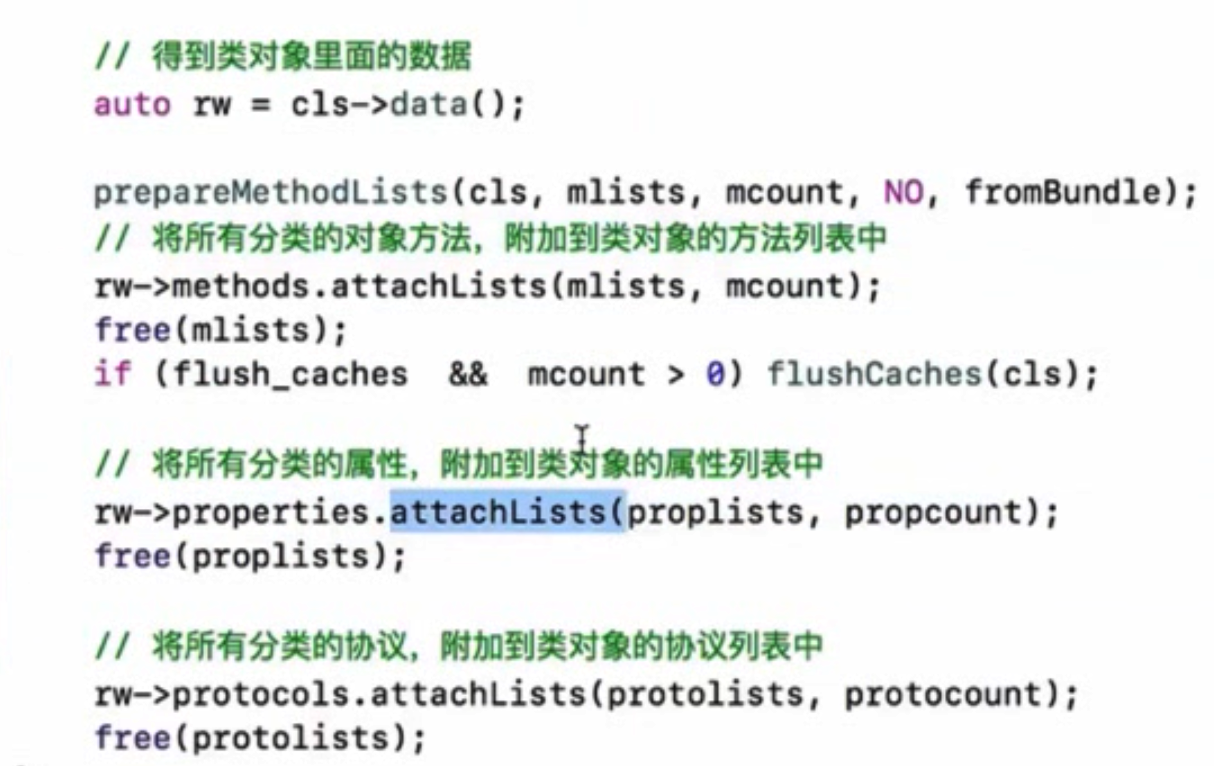 // 得到类对象里面的数据
auto rw = cls->data();
prepareMethodLists(cls, mlists, mcount, NO, fromBundle);
// 将所有分类的对象方法，附加到类对象的方法列表中
rw->methods.attachLists(mlists, mcount);
free(mlists);
if (flush_caches  &&  mcount > 0) flushCaches(cls);
// 将所有分类的属性，附加到类对象的属性列表中
rw->properties.attachLists(proplists, propcount);
free(proplists);
// 将所有分类的协议，附加到类对象的协议列表中
rw->protocols.attachLists(protolists, protocount);
free(protolists);